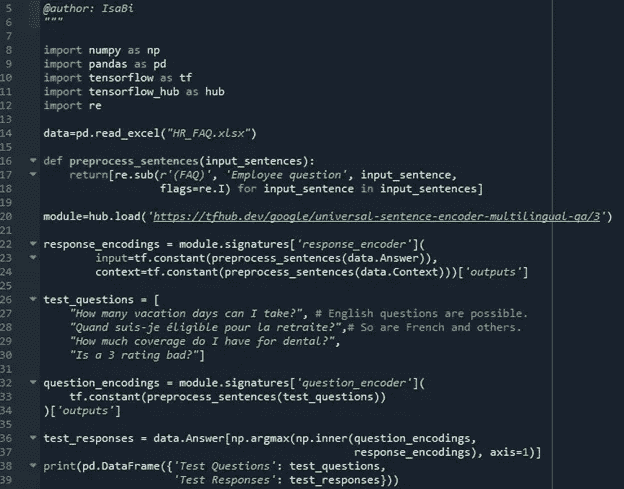 5 @author: IsaBi
6 """
7
8 import numpy as np
9 import pandas as pd
10 import tensorflow as tf
11 import tensorflow_hub as hub
12 import re
13
14 data=pd.read_excel("HR_FAQ.xlsx")
15
16 def preprocess_sentences(input_sentences):
17     return[re.sub(r'(FAQ)', 'Employee question', input_sentence,
18                   flags=re.I) for input_sentence in input_sentences]
19
20 module=hub.load('https://tfhub.dev/google/universal-sentence-encoder-multilingual-qa/3')
21
22 response_encodings = module.signatures['response_encoder'](
23         input=tf.constant(preprocess_sentences(data.Answer)),
24         context=tf.constant(preprocess_sentences(data.Context)))['outputs']
25
26 test_questions = [
27     "How many vacation days can I take?", # English questions are possible.
28     "Quand suis-je éligible pour la retraite?",# So are French and others.
29     "How much coverage do I have for dental?",
30     "Is a 3 rating bad?"]
31
32 question_encodings = module.signatures['question_encoder'](
33     tf.constant(preprocess_sentences(test_questions))
34 )['outputs']
35
36 test_responses = data.Answer[np.argmax(np.inner(question_encodings,
37                                                 response_encodings), axis=1)]
38 print(pd.DataFrame({'Test Questions': test_questions,
39                     'Test Responses': test_responses}))